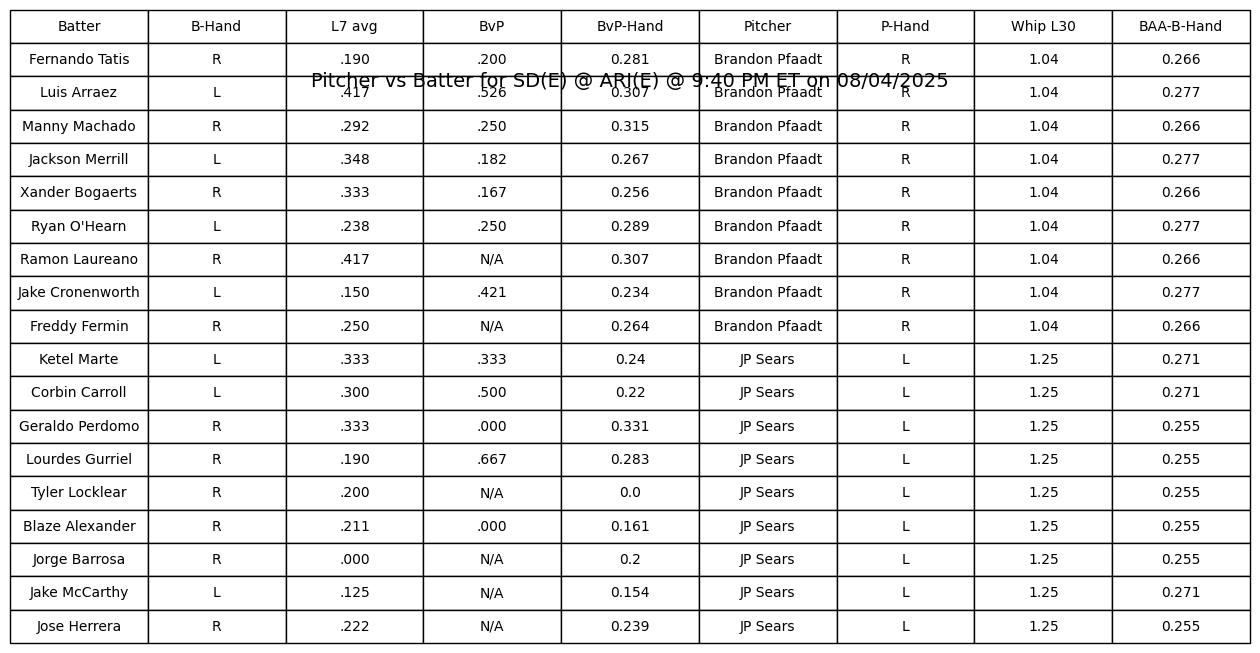 Batter B-Hand L7 avg BvP BvP-Hand Pitcher P-Hand Whip L30 BAA-B-Hand
Fernando Tatis R .190 .200 0.281 Brandon Pfaadt R 1.04 0.266
Pitcher vs Batter for SD(E) @ ARI(E) @ 9:40 PM ET on 08/04/2025
Luis Arraez L .417 .526 0.307 Brandon Pfaadt R 1.04 0.277
Manny Machado R .292 .250 0.315 Brandon Pfaadt R 1.04 0.266
Jackson Merrill L .348 .182 0.267 Brandon Pfaadt R 1.04 0.277
Xander Bogaerts R .333 .167 0.256 Brandon Pfaadt R 1.04 0.266
Ryan O'Hearn L .238 .250 0.289 Brandon Pfaadt R 1.04 0.277
Ramon Laureano R .417 N/A 0.307 Brandon Pfaadt R 1.04 0.266
Jake Cronenworth L .150 .421 0.234 Brandon Pfaadt R 1.04 0.277
Freddy Fermin R .250 N/A 0.264 Brandon Pfaadt R 1.04 0.266
Ketel Marte L .333 .333 0.24 JP Sears L 1.25 0.271
Corbin Carroll L .300 .500 0.22 JP Sears L 1.25 0.271
Geraldo Perdomo R .333 .000 0.331 JP Sears L 1.25 0.255
Lourdes Gurriel R .190 .667 0.283 JP Sears L 1.25 0.255
Tyler Locklear R .200 N/A 0.0 JP Sears L 1.25 0.255
Blaze Alexander R .211 .000 0.161 JP Sears L 1.25 0.255
Jorge Barrosa R .000 N/A 0.2 JP Sears L 1.25 0.255
Jake McCarthy L .125 N/A 0.154 JP Sears L 1.25 0.271
Jose Herrera R .222 N/A 0.239 JP Sears L 1.25 0.255